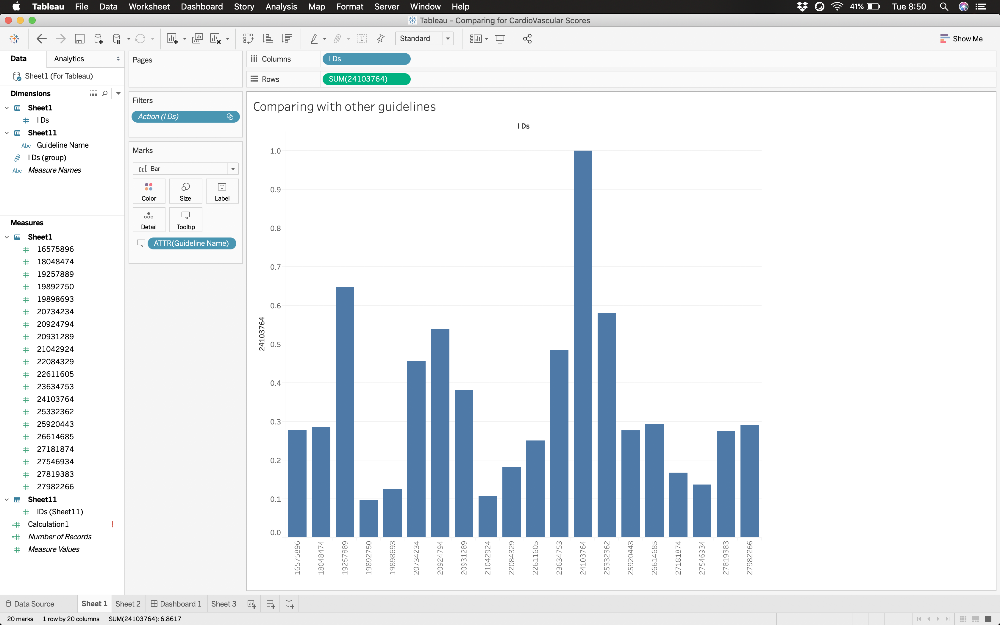 Tableau File Data Worksheet Dashboard Story Analysis Map Format Server Window Help 41% Tue 8:50
Tableau - Comparing for CardioVascular Scores
Standard Show Me
Data Analytics
Sheet1 (For Tableau)
Dimensions
Sheet1
I Ds
Sheet11
Abc Guideline Name
I Ds (group)
Abc Measure Names
Measures
Sheet1
16575896
18048474
19257889
19892750
19898693
20734234
20924794
20931289
21042924
22084329
22611605
23634753
24103764
25332362
25920443
26614685
27181874
27546934
27819383
27982266
Sheet11
IDs (Sheet11)
Calculation1 !
Number of Records
Measure Values
Pages
Filters
Action (I Ds)
Marks
Bar
Color Size Label
Detail Tooltip
ATTR(Guideline Name)
Columns I Ds
Rows SUM(24103764)
Comparing with other guidelines
I Ds
1.0
0.9
0.8
0.7
0.6
0.5
0.4
0.3
0.2
0.1
0.0
24103764
16575896
18048474
19257889
19892750
19898693
20734234
20924794
20931289
21042924
22084329
22611605
23634753
24103764
25332362
25920443
26614685
27181874
27546934
27819383
27982266
Data Source Sheet 1 Sheet 2 Dashboard 1 Sheet 3
20 marks 1 row by 20 columns SUM(24103764): 6.8617